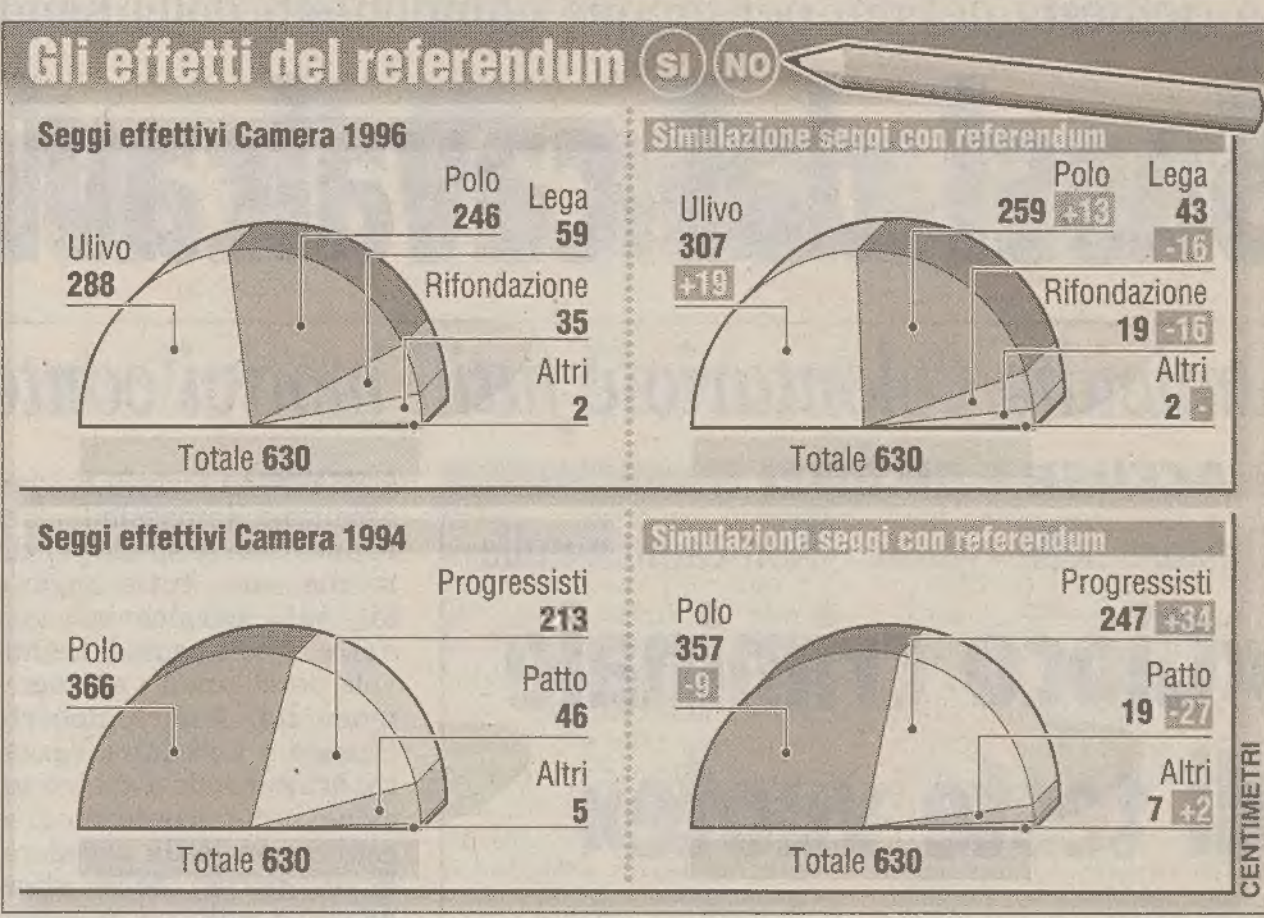 Gli effetti del referendum SI NO
Seggi effettivi Camera 1996
Ulivo
288
Polo
246
Lega
59
Rifondazione
35
Altri
2
Totale 630
Simulazione seggi con referendum
Ulivo
307
+19
Polo
259 +13
Lega
43
-16
Rifondazione
19 -16
Altri
2 -
Totale 630
Seggi effettivi Camera 1994
Polo
366
Progressisti
213
Patto
46
Altri
5
Totale 630
Simulazione seggi con referendum
Polo
357
-9
Progressisti
247 +34
Patto
19 -27
Altri
7 +2
Totale 630
CENTIMETRI